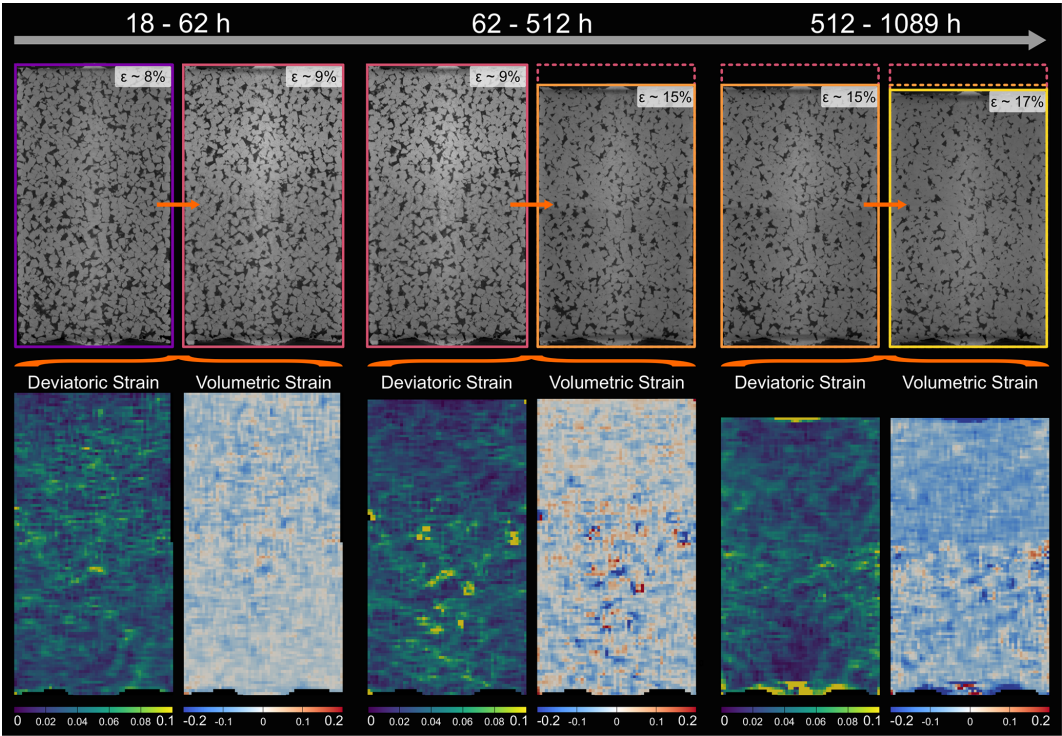 18 - 62 h 62 - 512 h 512 - 1089 h
ε ~ 8% ε ~ 9% ε ~ 9% ε ~ 15% ε ~ 15% ε ~ 17%
Deviatoric Strain Volumetric Strain Deviatoric Strain Volumetric Strain Deviatoric Strain Volumetric Strain
0 0.02 0.04 0.06 0.08 0.1 -0.2 -0.1 0 0.1 0.2 0 0.02 0.04 0.06 0.08 0.1 -0.2 -0.1 0 0.1 0.2 0 0.02 0.04 0.06 0.08 0.1 -0.2 -0.1 0 0.1 0.2